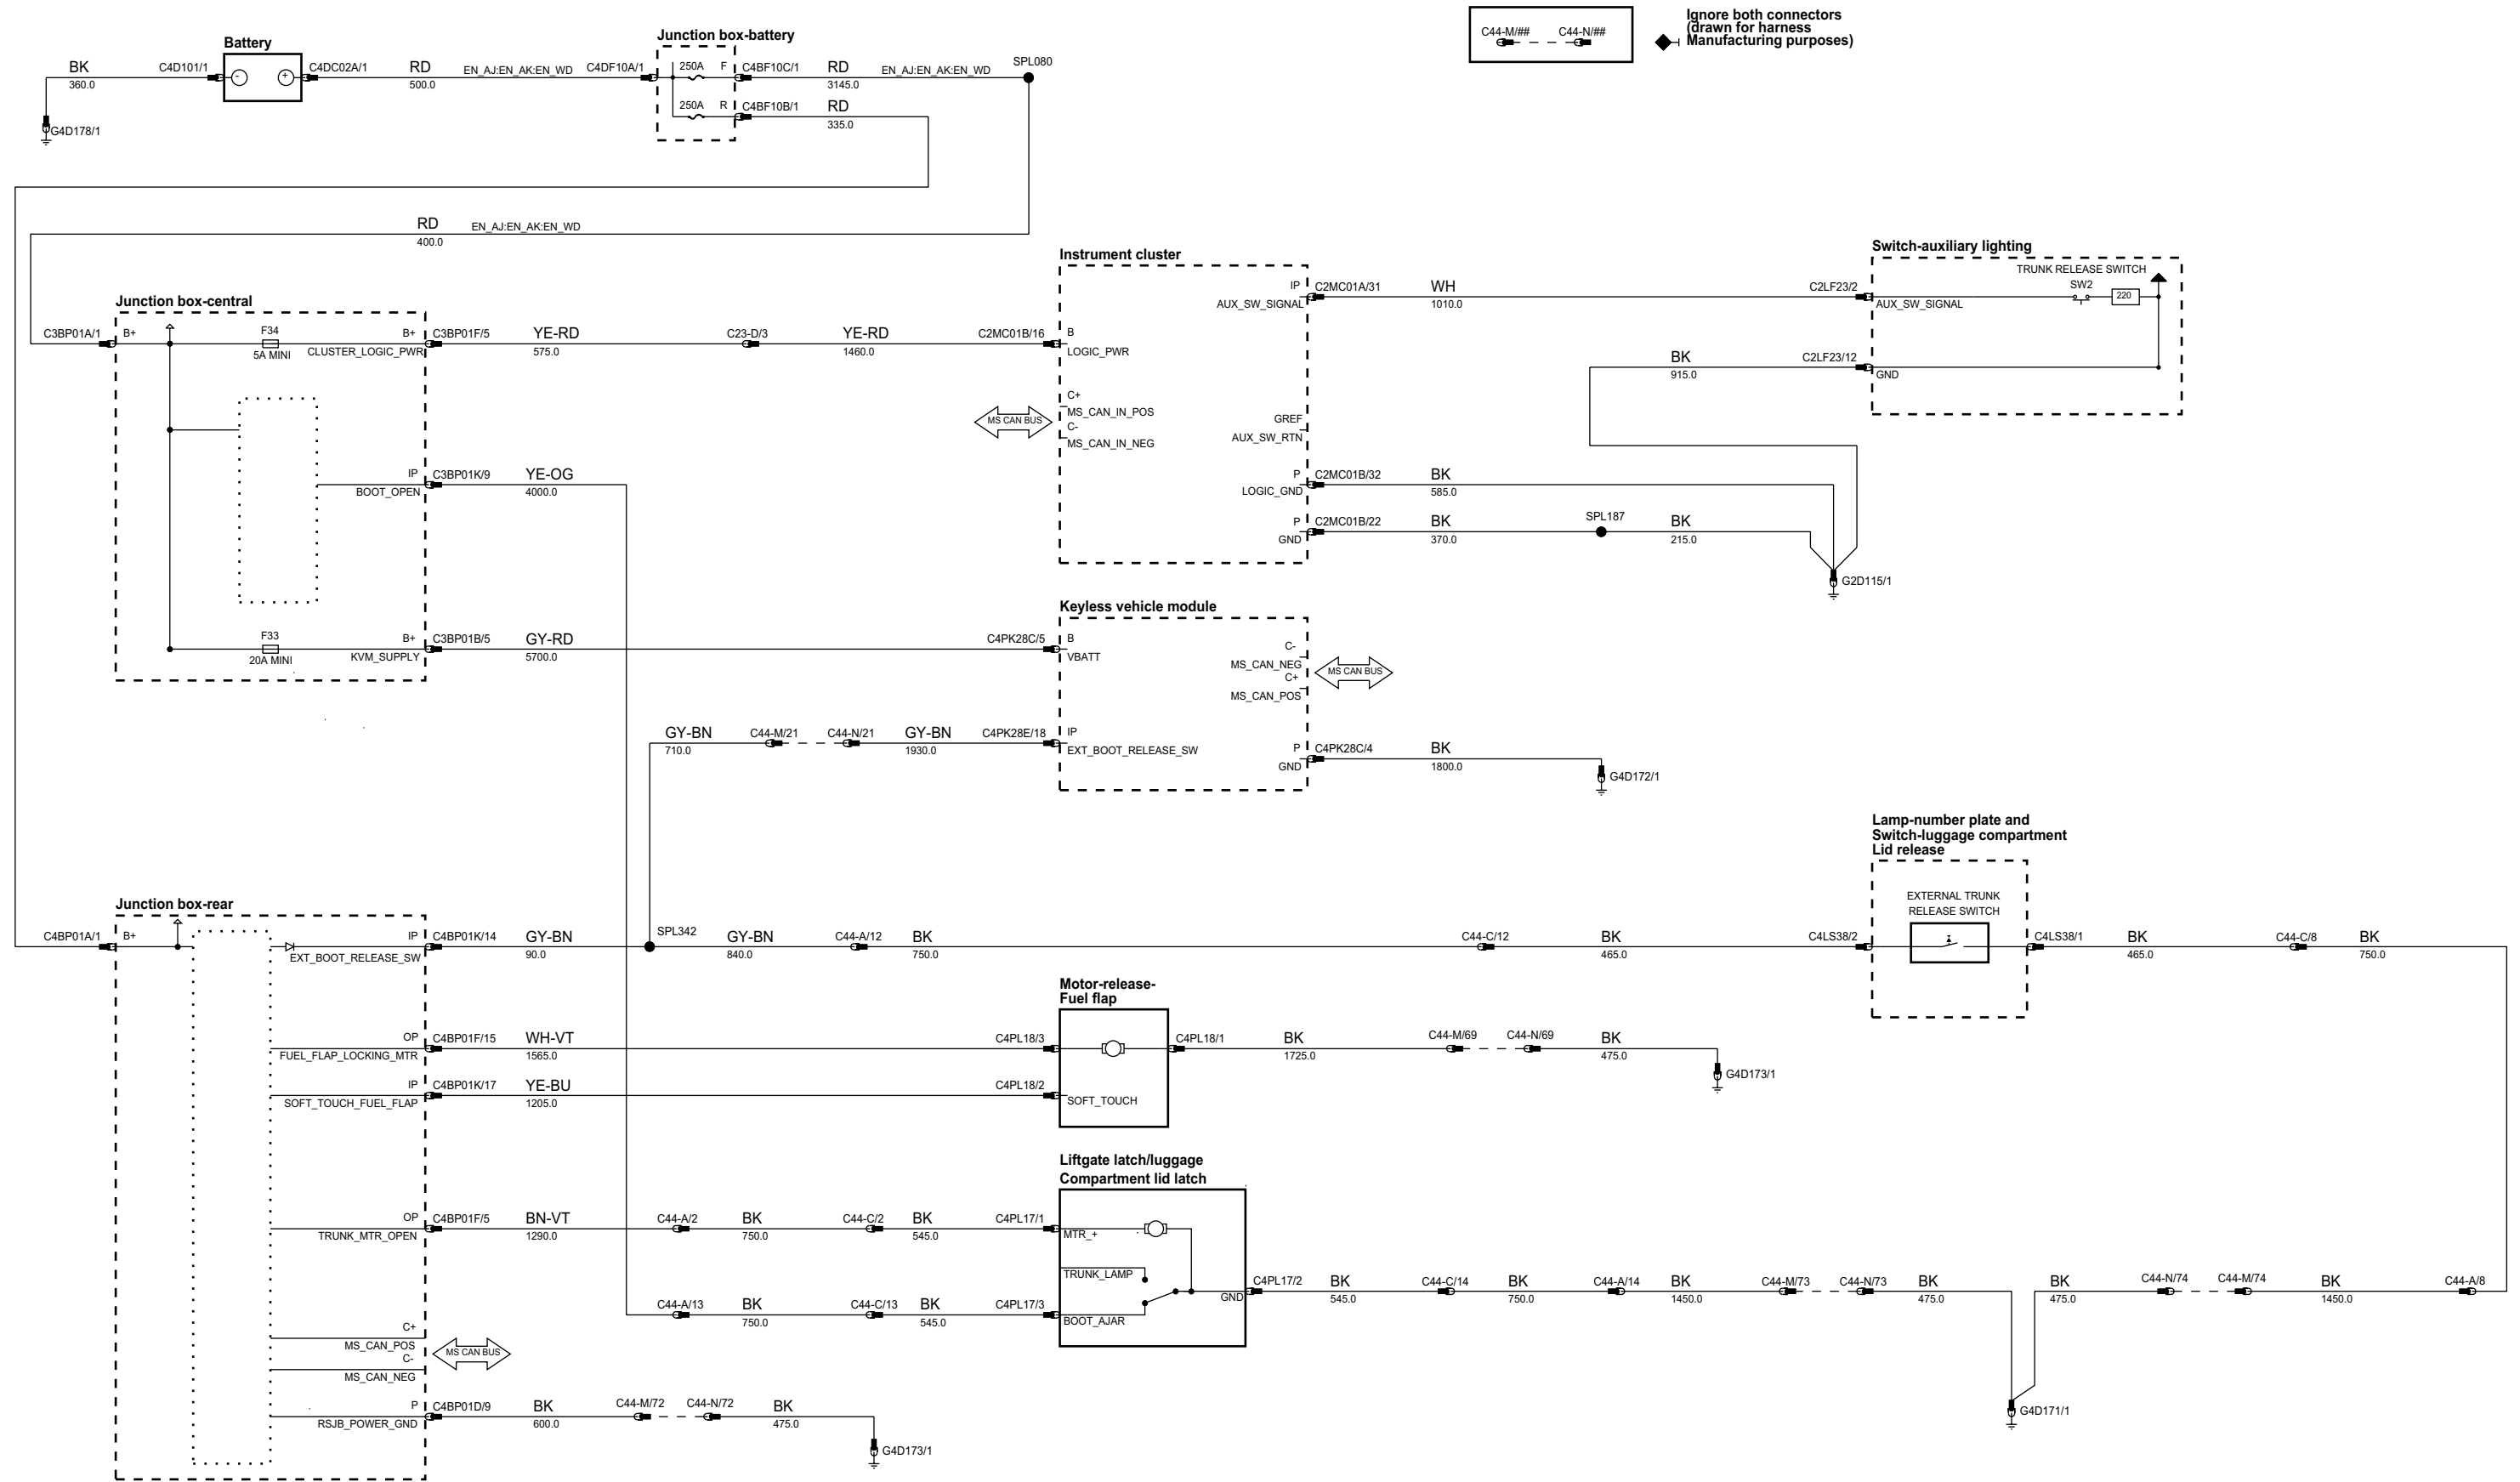 C44-M/## C44-N/##
Ignore both connectors
(drawn for harness
Manufacturing purposes)
Battery
BK
360.0
C4D101/1
-
+
C4DC02A/1
RD
500.0
EN_AJ:EN_AK:EN_WD
C4DF10A/1
G4D178/1
Junction box-battery
250A F
C4BF10C/1
RD
3145.0
EN_AJ:EN_AK:EN_WD
SPL080
250A R
C4BF10B/1
RD
335.0
RD
400.0
EN_AJ:EN_AK:EN_WD
Junction box-central
C3BP01A/1
B+
F34
5A MINI
B+
CLUSTER_LOGIC_PWR
C3BP01F/5
YE-RD
575.0
C23-D/3
YE-RD
1460.0
C2MC01B/16
IP
BOOT_OPEN
C3BP01K/9
YE-OG
4000.0
F33
20A MINI
B+
KVM_SUPPLY
C3BP01B/5
GY-RD
5700.0
C4PK28C/5
Instrument cluster
B
LOGIC_PWR
C+
MS_CAN_IN_POS
C-
MS_CAN_IN_NEG
MS CAN BUS
IP
AUX_SW_SIGNAL
C2MC01A/31
WH
1010.0
C2LF23/2
GREF
AUX_SW_RTN
P
LOGIC_GND
C2MC01B/32
BK
585.0
P
GND
C2MC01B/22
BK
370.0
SPL187
BK
215.0
G2D115/1
Switch-auxiliary lighting
TRUNK RELEASE SWITCH
SW2
220
AUX_SW_SIGNAL
BK
915.0
C2LF23/12
GND
Keyless vehicle module
B
VBATT
C-
MS_CAN_NEG
C+
MS_CAN_POS
MS CAN BUS
GY-BN
710.0
C44-M/21
C44-N/21
GY-BN
1930.0
C4PK28E/18
IP
EXT_BOOT_RELEASE_SW
P
GND
C4PK28C/4
BK
1800.0
G4D172/1
Lamp-number plate and
Switch-luggage compartment
Lid release
EXTERNAL TRUNK
RELEASE SWITCH
Junction box-rear
C4BP01A/1
B+
IP
EXT_BOOT_RELEASE_SW
C4BP01K/14
GY-BN
90.0
SPL342
GY-BN
840.0
C44-A/12
BK
750.0
C44-C/12
BK
465.0
C4LS38/2
C4LS38/1
BK
465.0
C44-C/8
BK
750.0
Motor-release-
Fuel flap
OP
FUEL_FLAP_LOCKING_MTR
C4BP01F/15
WH-VT
1565.0
C4PL18/3
C4PL18/1
BK
1725.0
C44-M/69
C44-N/69
BK
475.0
G4D173/1
IP
SOFT_TOUCH_FUEL_FLAP
C4BP01K/17
YE-BU
1205.0
C4PL18/2
SOFT_TOUCH
Liftgate latch/luggage
Compartment lid latch
OP
TRUNK_MTR_OPEN
C4BP01F/5
BN-VT
1290.0
C44-A/2
BK
750.0
C44-C/2
BK
545.0
C4PL17/1
MTR_+
TRUNK_LAMP
GND
C4PL17/2
BK
545.0
C44-C/14
BK
750.0
C44-A/14
BK
1450.0
C44-M/73
C44-N/73
BK
475.0
BK
475.0
C44-N/74
C44-M/74
BK
1450.0
C44-A/8
C44-A/13
BK
750.0
C44-C/13
BK
545.0
C4PL17/3
BOOT_AJAR
C+
MS_CAN_POS
C-
MS_CAN_NEG
MS CAN BUS
P
RSJB_POWER_GND
C4BP01D/9
BK
600.0
C44-M/72
C44-N/72
BK
475.0
G4D173/1
G4D171/1